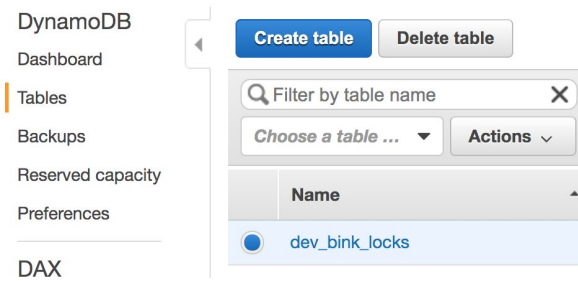 DynamoDB
Dashboard
Tables
Backups
Reserved capacity
Preferences
DAX
Create table
Delete table
Filter by table name
Choose a table ...
Actions
Name
dev_bink_locks